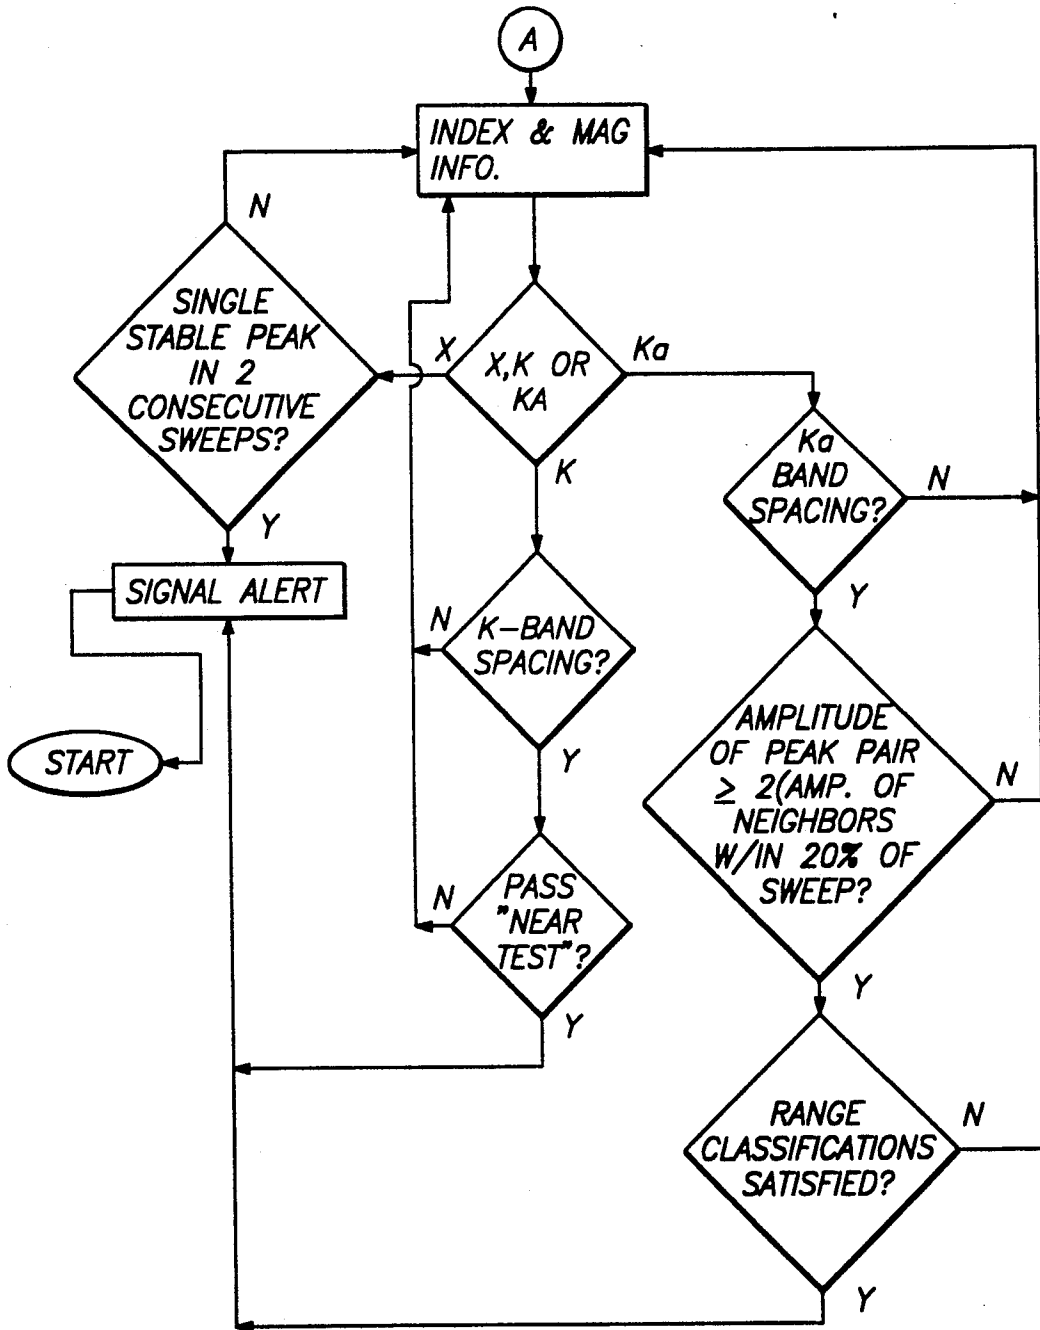 A
INDEX & MAG
INFO.
N
SINGLE
STABLE PEAK
IN 2
CONSECUTIVE
SWEEPS?
X
X,K OR
KA
Ka
K
Ka
BAND
SPACING?
N
Y
Y
SIGNAL ALERT
N
K-BAND
SPACING?
Y
START
AMPLITUDE
OF PEAK PAIR
≥ 2(AMP. OF
NEIGHBORS
W/IN 20% OF
SWEEP?
N
Y
N
PASS
"NEAR
TEST"?
Y
RANGE
CLASSIFICATIONS
SATISFIED?
N
Y